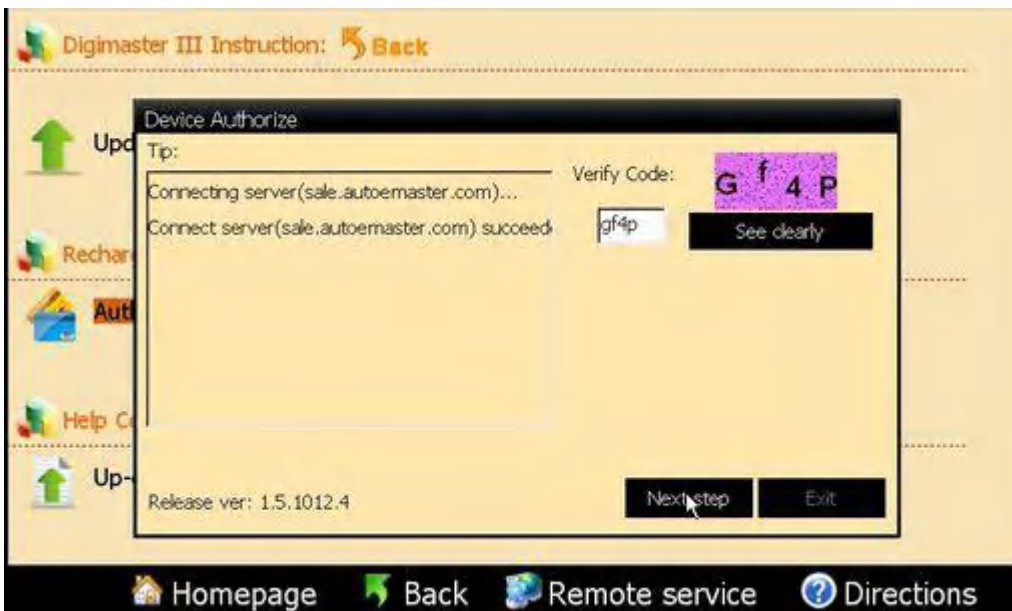 Digimaster III Instruction: Back
Device Authorize
Upd
Tip:
Connecting server(sale.autoemaster.com)...
Connect server(sale.autoemaster.com) succeed
Verify Code:
G f 4 P
gf4p
See clearly
Rechar
Aut
Help C
Up-
Release ver: 1.5.1012.4
Next step
Exit
Homepage
Back
Remote service
Directions